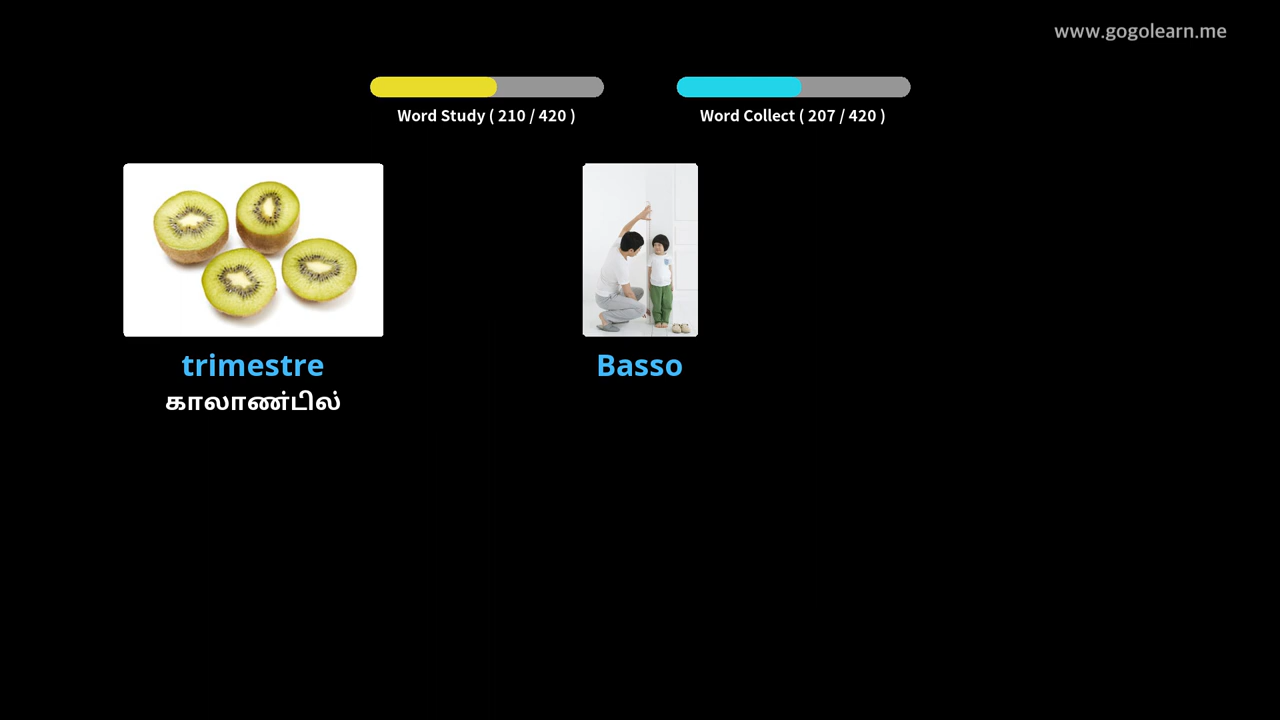 www.gogolearn.me
Word Study ( 210 / 420 )
Word Collect ( 207 / 420 )
trimestre
காலாண்டில்
Basso